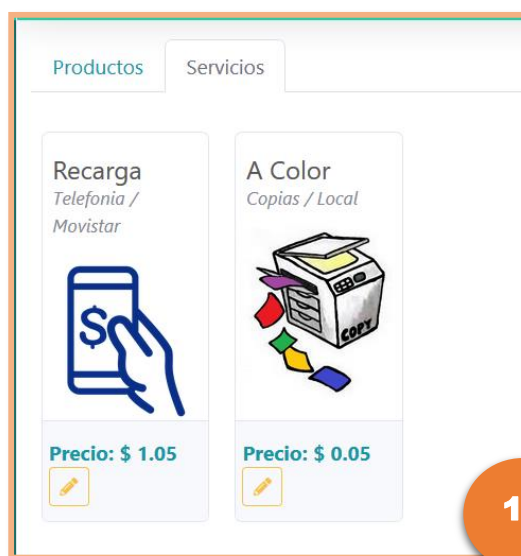 Productos
Servicios
Recarga
Telefonia /
Movistar
$
Precio: $ 1.05
A Color
Copias / Local
COPY
Precio: $ 0.05
1